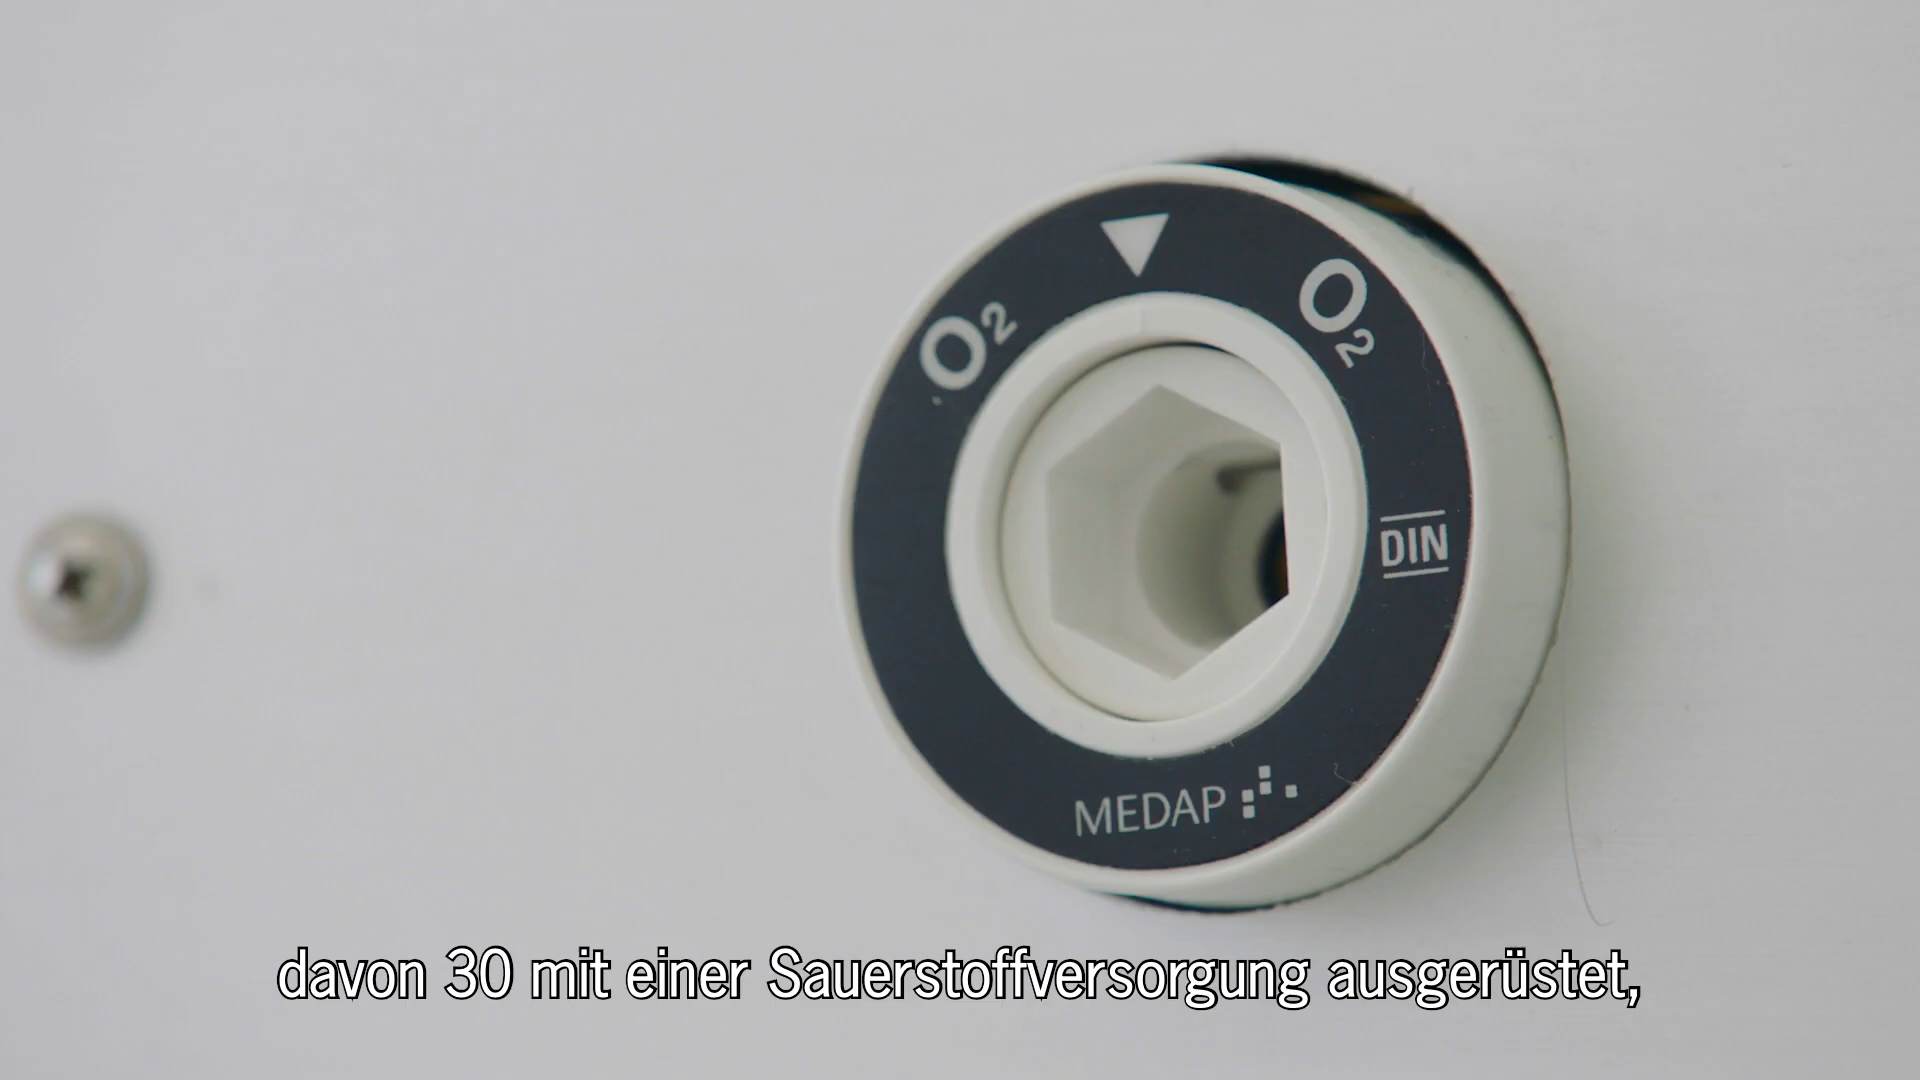 O₂
O₂
DIN
MEDAP
davon 30 mit einer Sauerstoffversorgung ausgerüstet,